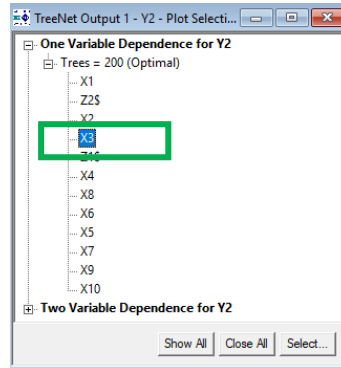 TreeNet Output 1 - Y2 - Plot Selecti...
One Variable Dependence for Y2
Trees = 200 (Optimal)
X1
Z2$
X2
X3
Z1$
X4
X8
X6
X5
X7
X9
X10
Two Variable Dependence for Y2
Show All Close All Select...